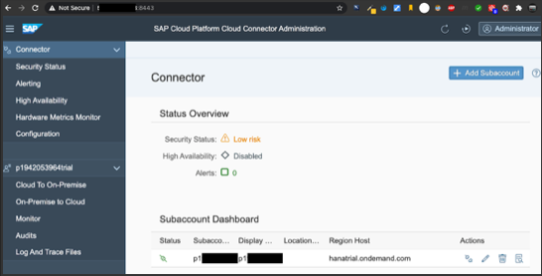 Not Secure
:8443
SAP
SAP Cloud Platform Cloud Connector Administration
Administrator
Connector
Security Status
Alerting
High Availability
Hardware Metrics Monitor
Configuration
p1942053964trial
Cloud To On-Premise
On-Premise to Cloud
Monitor
Audits
Log And Trace Files
Connector
+ Add Subaccount
Status Overview
Security Status: Low risk
High Availability: Disabled
Alerts: 0
Subaccount Dashboard
Status Subacco... Display ... Location... Region Host Actions
p1 p1 hanatrial.ondemand.com